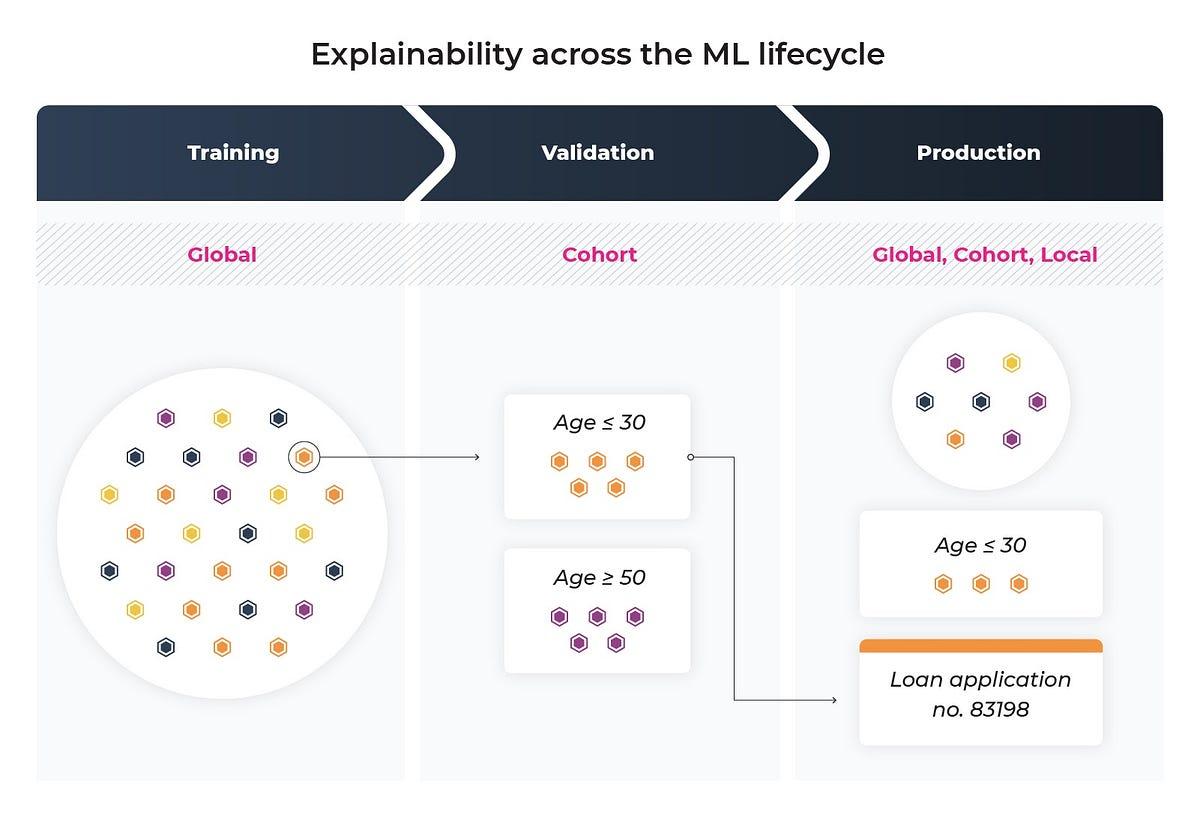 Explainability across the ML lifecycle
Training
Validation
Production
Global
Cohort
Global, Cohort, Local
Age ≤ 30
Age ≥ 50
Age ≤ 30
Loan application
no. 83198